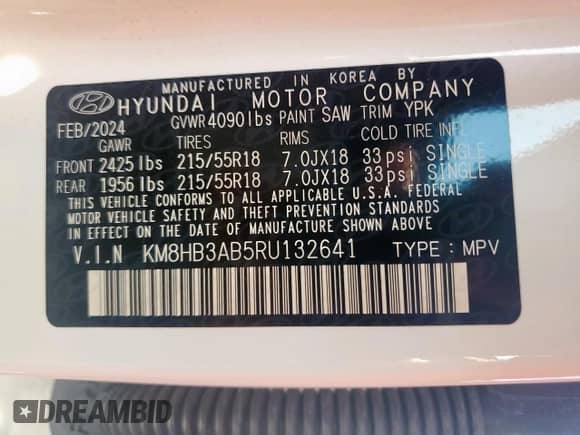 MANUFACTURED IN KOREA BY
HYUNDAI MOTOR COMPANY
FEB/2024 GVWR 4090 lbs PAINT SAW TRIM YPK
GAWR TIRES RIMS COLD TIRE INFL
FRONT 2425 lbs 215/55R18 7.0JX18 33psi SINGLE
REAR 1956 lbs 215/55R18 7.0JX18 33psi SINGLE
THIS VEHICLE CONFORMS TO ALL APPLICABLE U.S.A. FEDERAL
MOTOR VEHICLE SAFETY AND THEFT PREVENTION STANDARDS
IN EFFECT ON THE DATE OF MANUFACTURE SHOWN ABOVE
V.I.N KM8HB3AB5RU132641 TYPE : MPV
DREAMBID